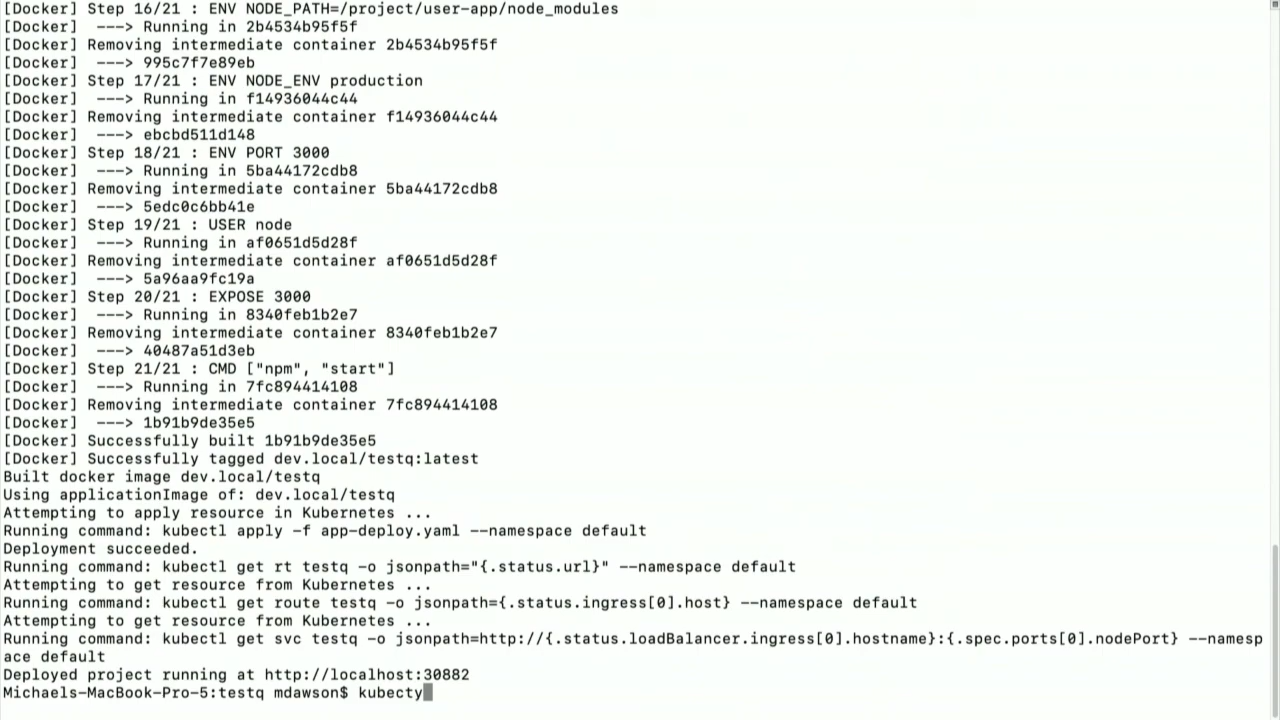 [Docker] Step 16/21 : ENV NODE_PATH=/project/user-app/node_modules
[Docker]  ---> Running in 2b4534b95f5f
[Docker] Removing intermediate container 2b4534b95f5f
[Docker]  ---> 995c7f7e89eb
[Docker] Step 17/21 : ENV NODE_ENV production
[Docker]  ---> Running in f14936044c44
[Docker] Removing intermediate container f14936044c44
[Docker]  ---> ebcbd511d148
[Docker] Step 18/21 : ENV PORT 3000
[Docker]  ---> Running in 5ba44172cdb8
[Docker] Removing intermediate container 5ba44172cdb8
[Docker]  ---> 5edc0c6bb41e
[Docker] Step 19/21 : USER node
[Docker]  ---> Running in af0651d5d28f
[Docker] Removing intermediate container af0651d5d28f
[Docker]  ---> 5a96aa9fc19a
[Docker] Step 20/21 : EXPOSE 3000
[Docker]  ---> Running in 8340feb1b2e7
[Docker] Removing intermediate container 8340feb1b2e7
[Docker]  ---> 40487a51d3eb
[Docker] Step 21/21 : CMD ["npm", "start"]
[Docker]  ---> Running in 7fc894414108
[Docker] Removing intermediate container 7fc894414108
[Docker]  ---> 1b91b9de35e5
[Docker] Successfully built 1b91b9de35e5
[Docker] Successfully tagged dev.local/testq:latest
Built docker image dev.local/testq
Using applicationImage of: dev.local/testq
Attempting to apply resource in Kubernetes ...
Running command: kubectl apply -f app-deploy.yaml --namespace default
Deployment succeeded.
Running command: kubectl get rt testq -o jsonpath="{.status.url}" --namespace default
Attempting to get resource from Kubernetes ...
Running command: kubectl get route testq -o jsonpath={.status.ingress[0].host} --namespace default
Attempting to get resource from Kubernetes ...
Running command: kubectl get svc testq -o jsonpath=http://{.status.loadBalancer.ingress[0].hostname}:{.spec.ports[0].nodePort} --namesp
ace default
Deployed project running at http://localhost:30882
Michaels-MacBook-Pro-5:testq mdawson$ kubecty